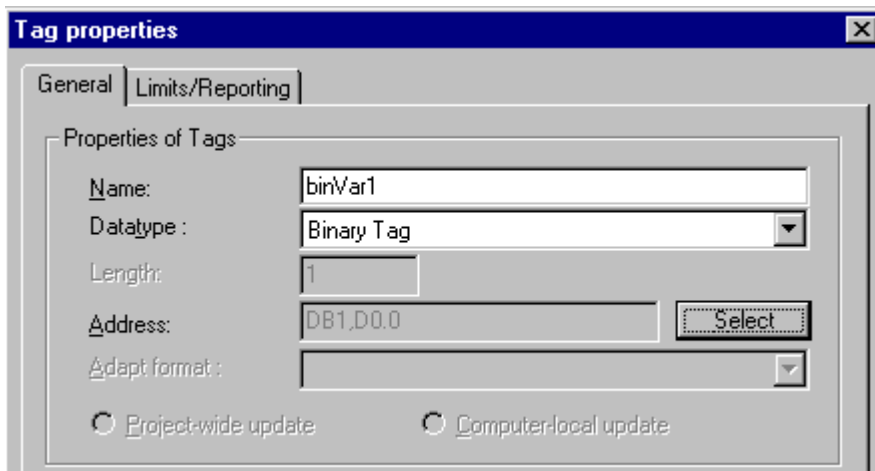 Tag properties
General Limits/Reporting
Properties of Tags
Name: binVar1
Datatype : Binary Tag
Length: 1
Address: DB1,D0.0 Select
Adapt format :
Project-wide update Computer-local update